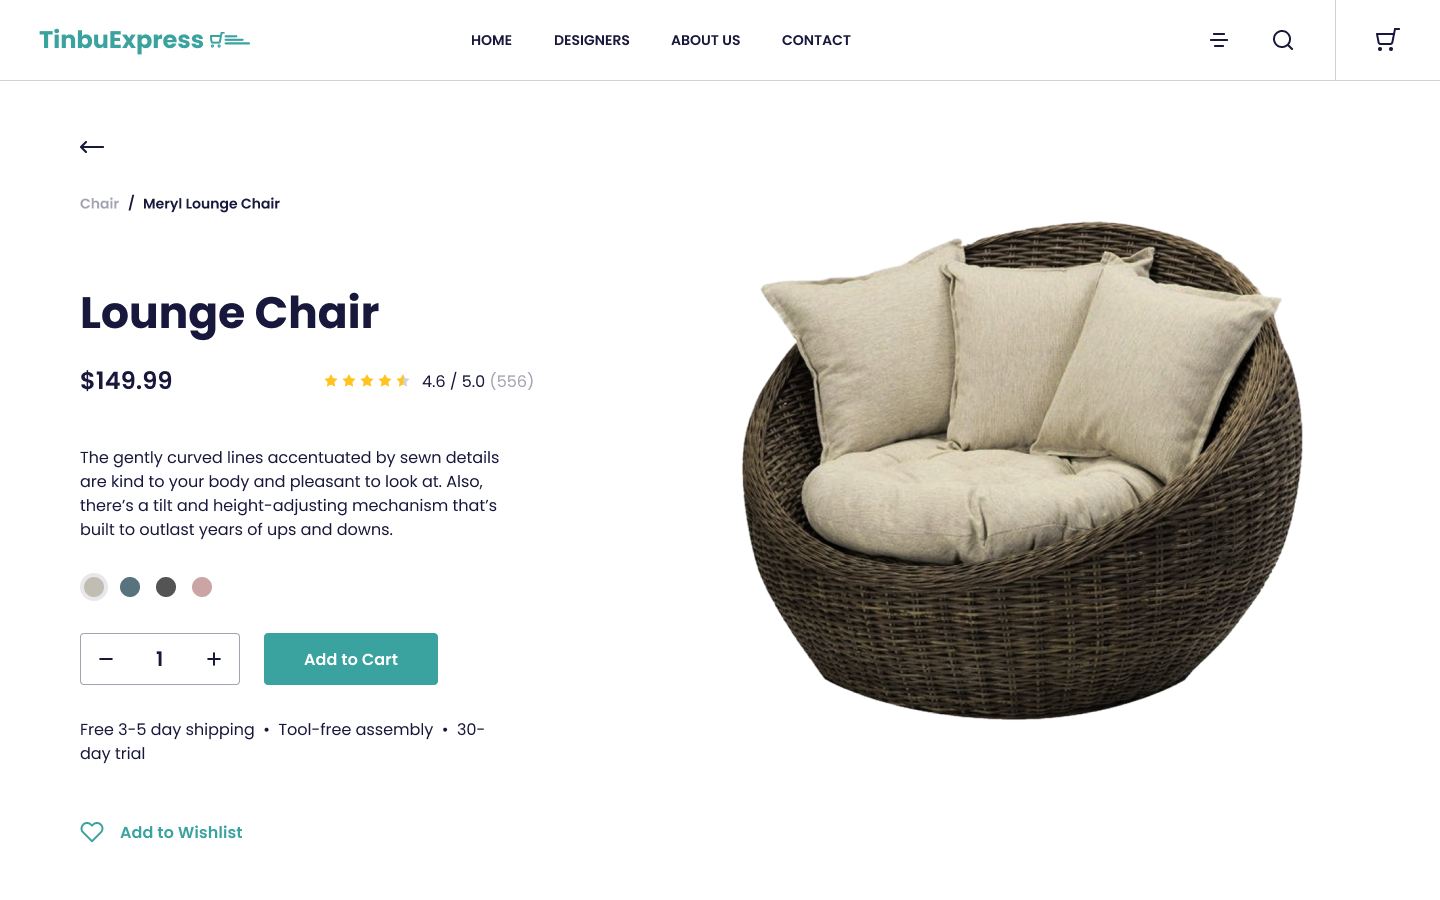 TinbuExpress
HOME DESIGNERS ABOUT US CONTACT
Chair / Meryl Lounge Chair
Lounge Chair
$149.99
4.6 / 5.0 (556)
The gently curved lines accentuated by sewn details
are kind to your body and pleasant to look at. Also,
there’s a tilt and height-adjusting mechanism that’s
built to outlast years of ups and downs.
1
Add to Cart
Free 3-5 day shipping • Tool-free assembly • 30-
day trial
Add to Wishlist